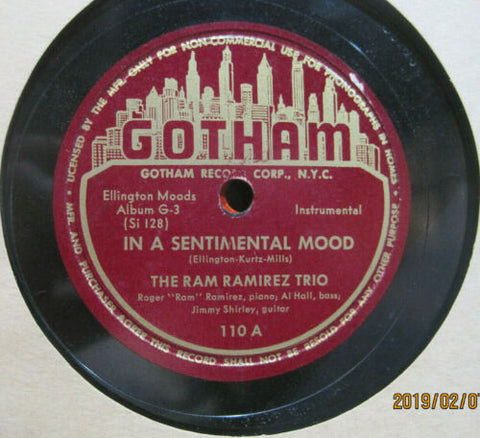 LICENSED BY THE MFR. ONLY FOR NON-COMMERCIAL USE FOR PHONOGRAPHS IN HOMES.
MFR. AND PURCHASER AGREE THIS RECORD SHALL NOT BE RESOLD FOR ANY OTHER PURPOSE
GOTHAM
GOTHAM RECORD CORP., N.Y.C.
Ellington Moods
Album G-3
(Si 128)
Instrumental
IN A SENTIMENTAL MOOD
(Ellington-Kurtz-Mills)
THE RAM RAMIREZ TRIO
Roger "Ram" Ramirez, piano; Al Hall, bass;
Jimmy Shirley, guitar
110 A
2019/02/0